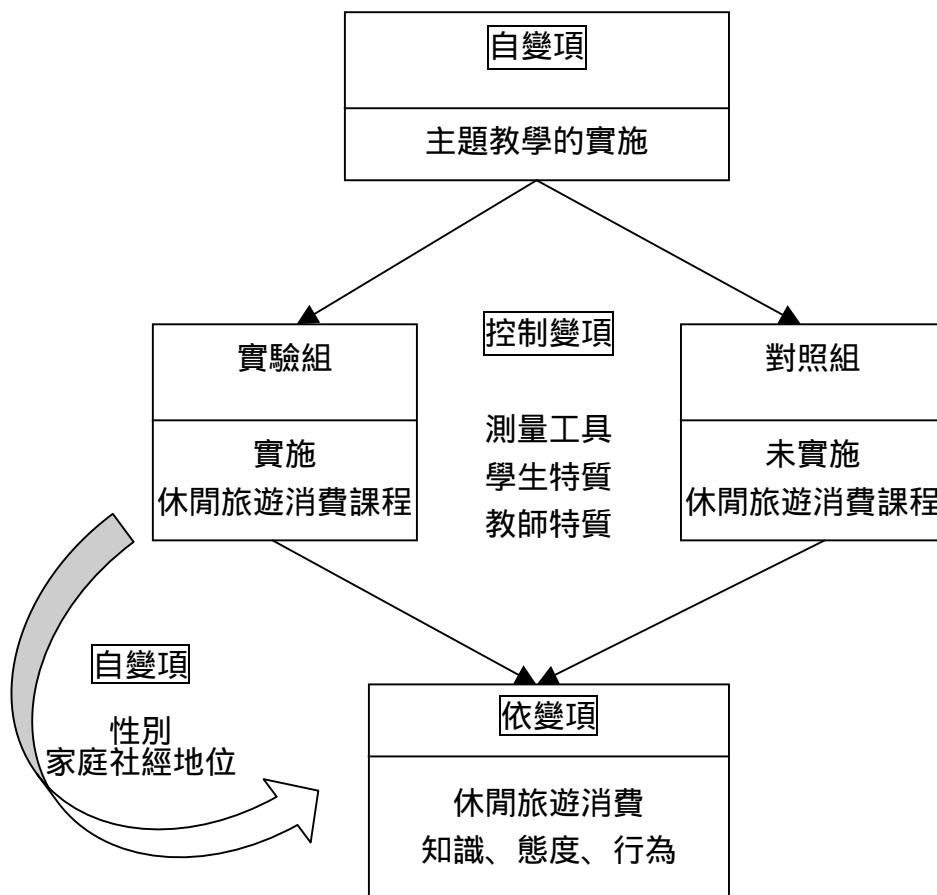 自變項
主題教學的實施
實驗組
實施
休閒旅遊消費課程
控制變項
測量工具
學生特質
教師特質
對照組
未實施
休閒旅遊消費課程
自變項
性別
家庭社經地位
依變項
休閒旅遊消費
知識、態度、行為